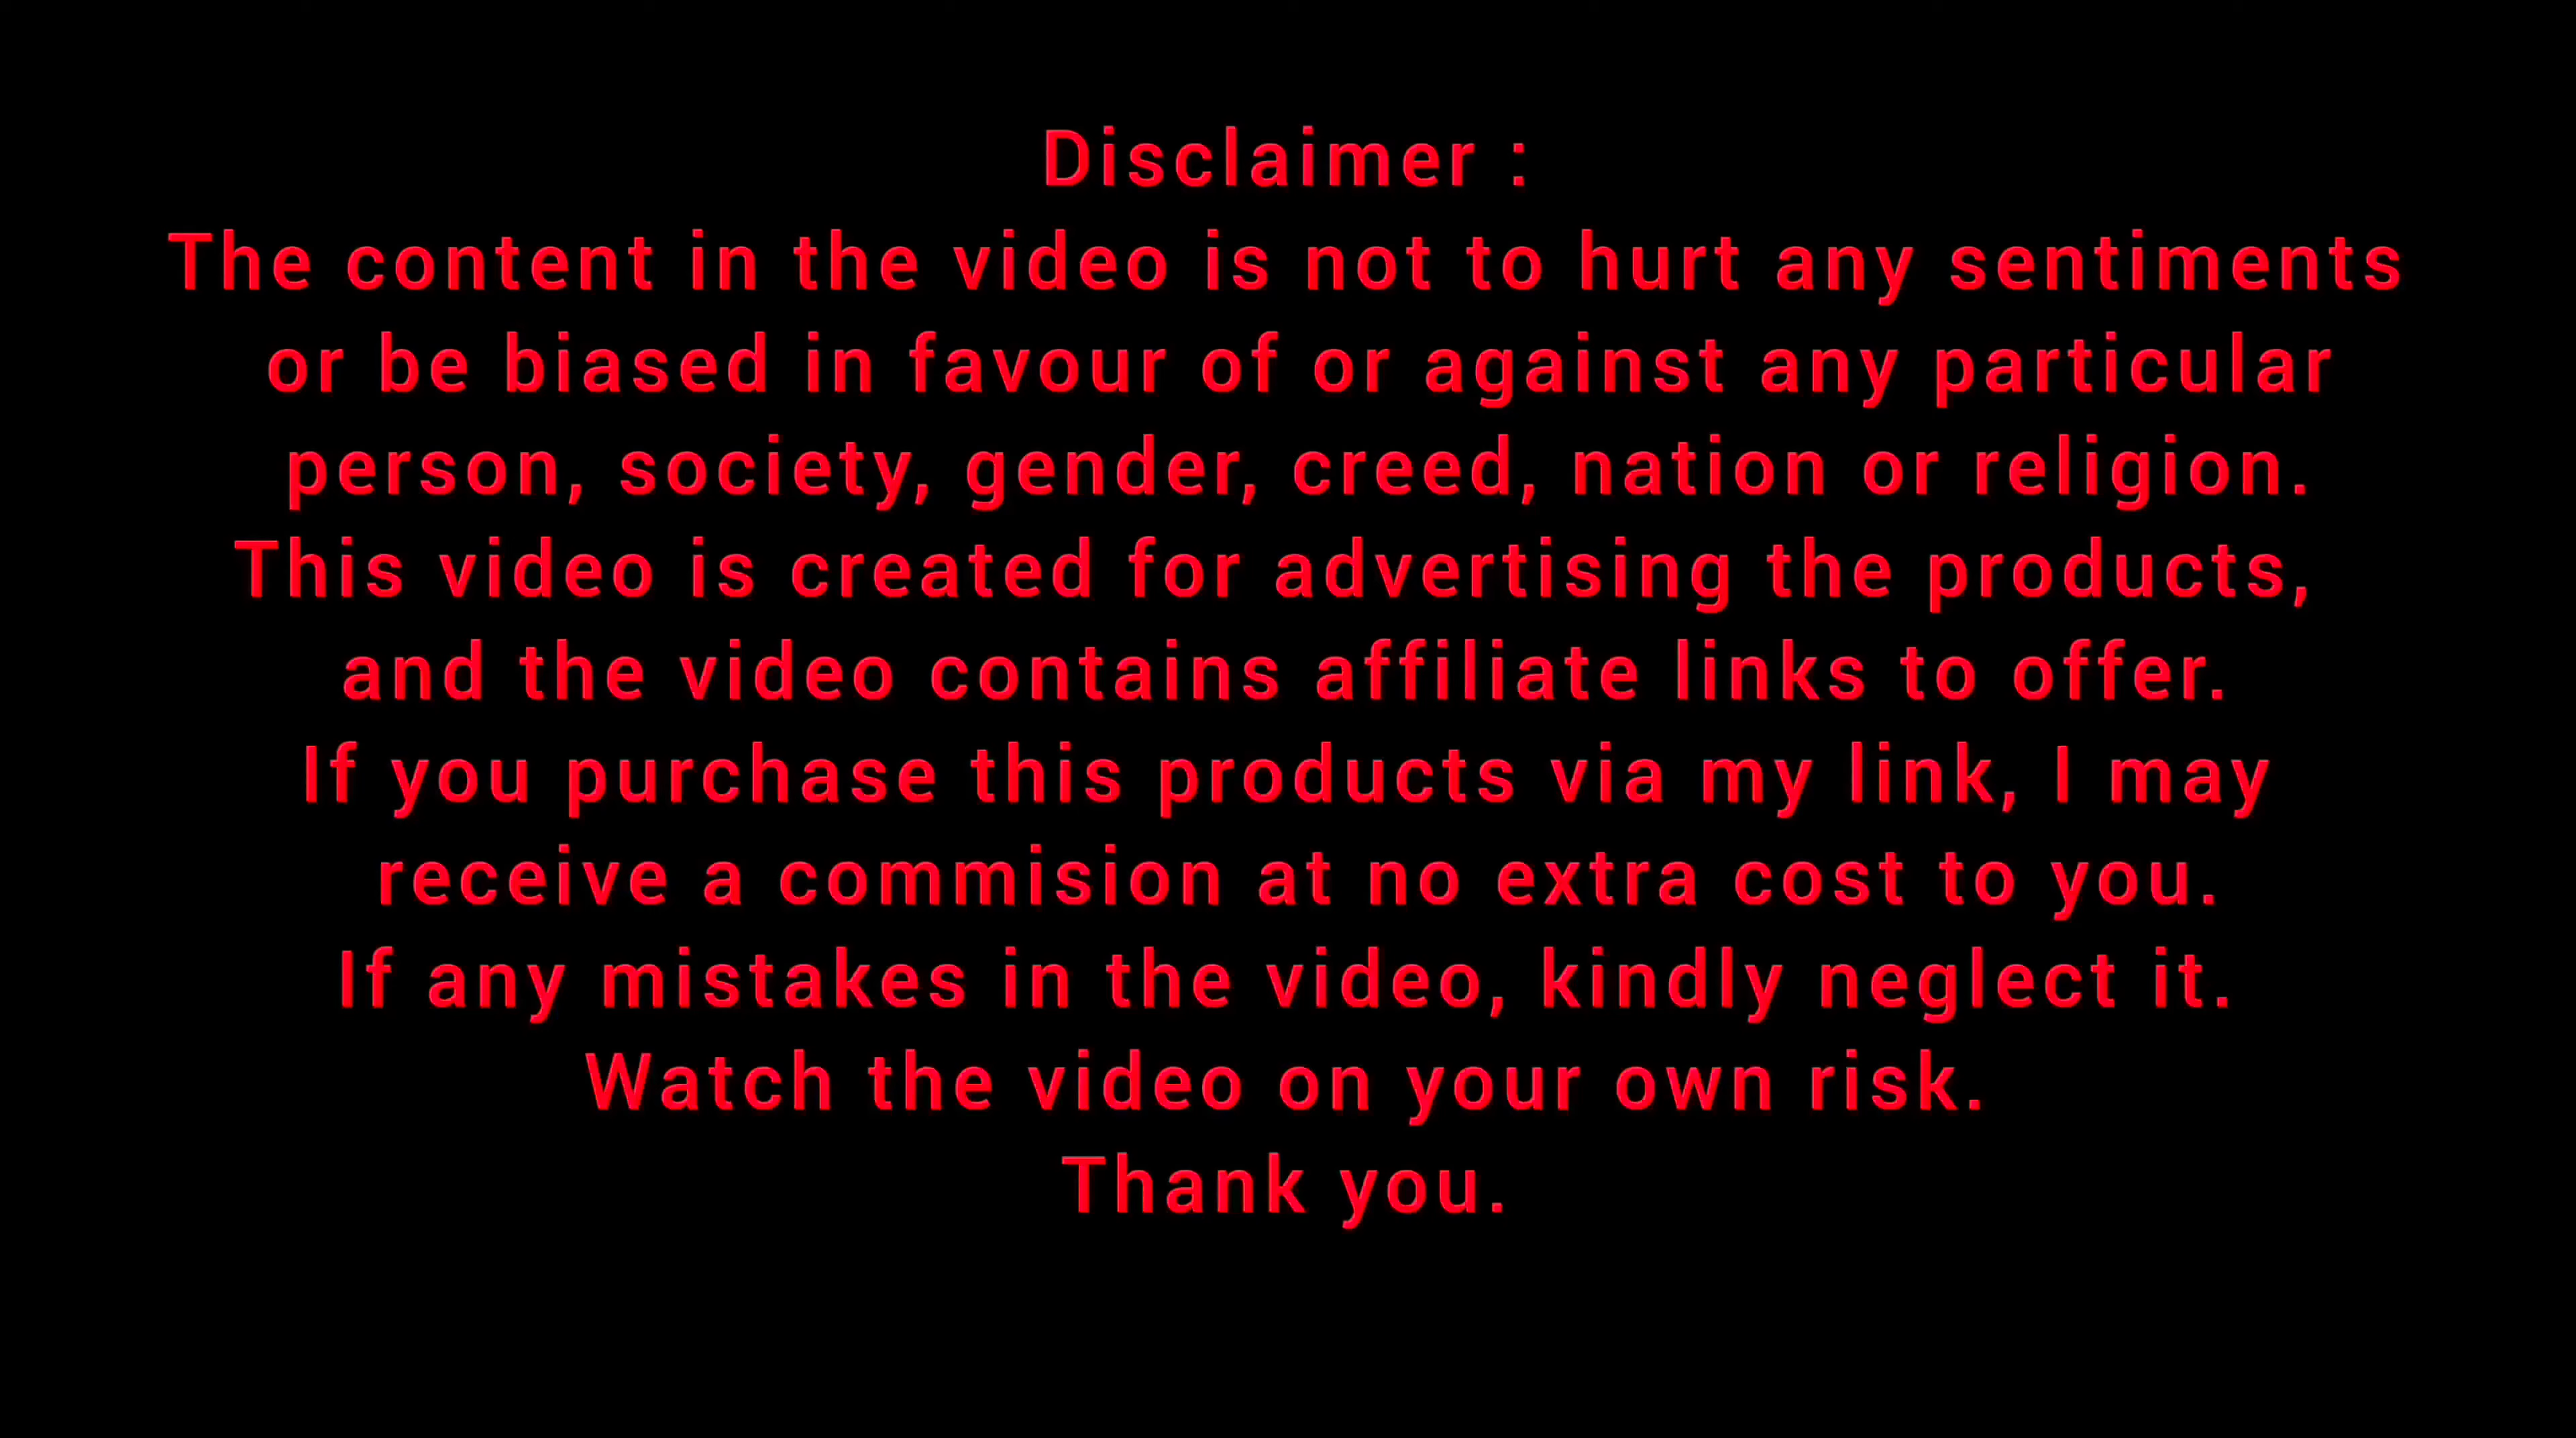 Disclaimer :
The content in the video is not to hurt any sentiments
or be biased in favour of or against any particular
person, society, gender, creed, nation or religion.
This video is created for advertising the products,
and the video contains affiliate links to offer.
If you purchase this products via my link, I may
receive a commision at no extra cost to you.
If any mistakes in the video, kindly neglect it.
Watch the video on your own risk.
Thank you.